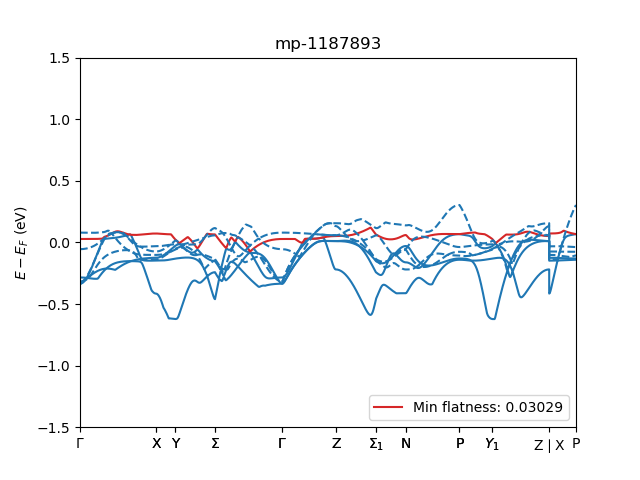 mp-1187893
E − E_F (eV)
1.5
1.0
0.5
0.0
−0.5
−1.0
−1.5
Min flatness: 0.03029
Γ X Y Σ Γ Z Σ₁ N P Y₁ Z | X P